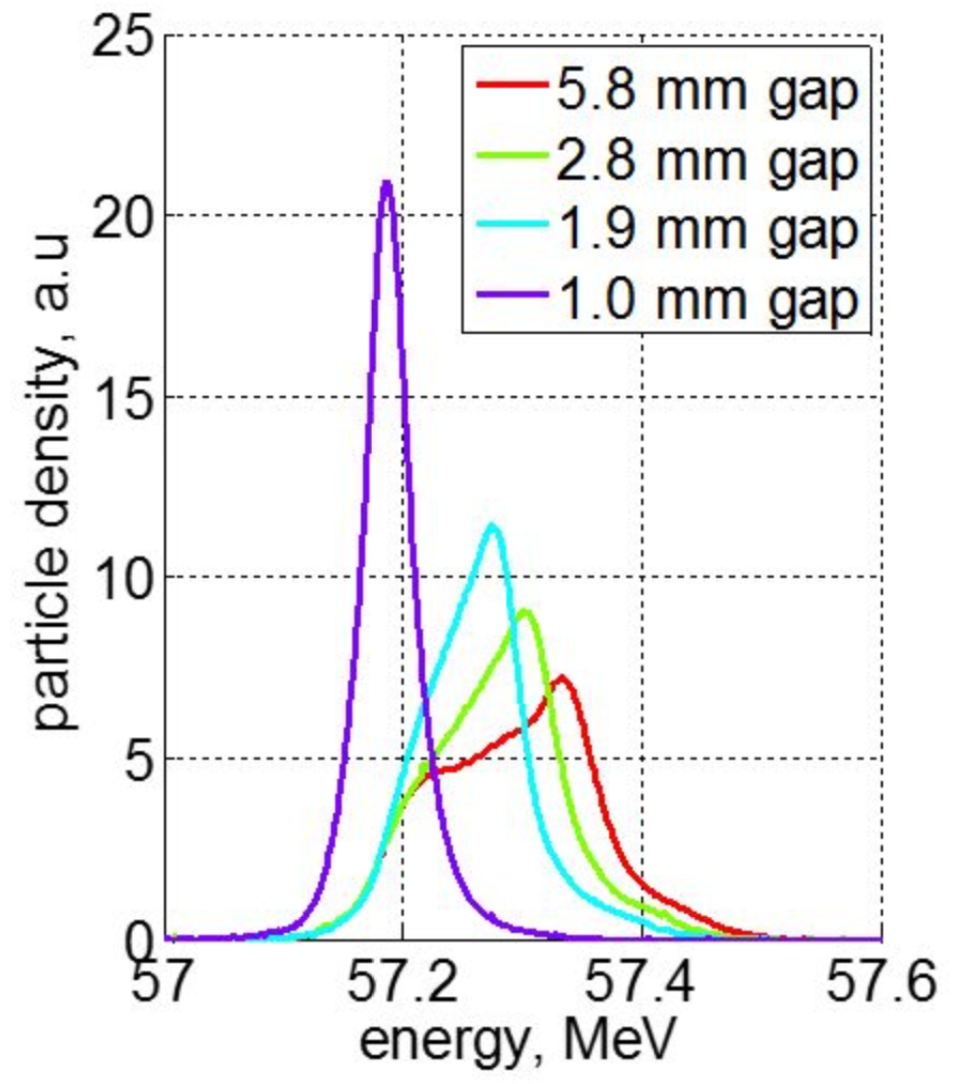 25
20
15
10
5
0
particle density, a.u
5.8 mm gap
2.8 mm gap
1.9 mm gap
1.0 mm gap
57
57.2
57.4
57.6
energy, MeV